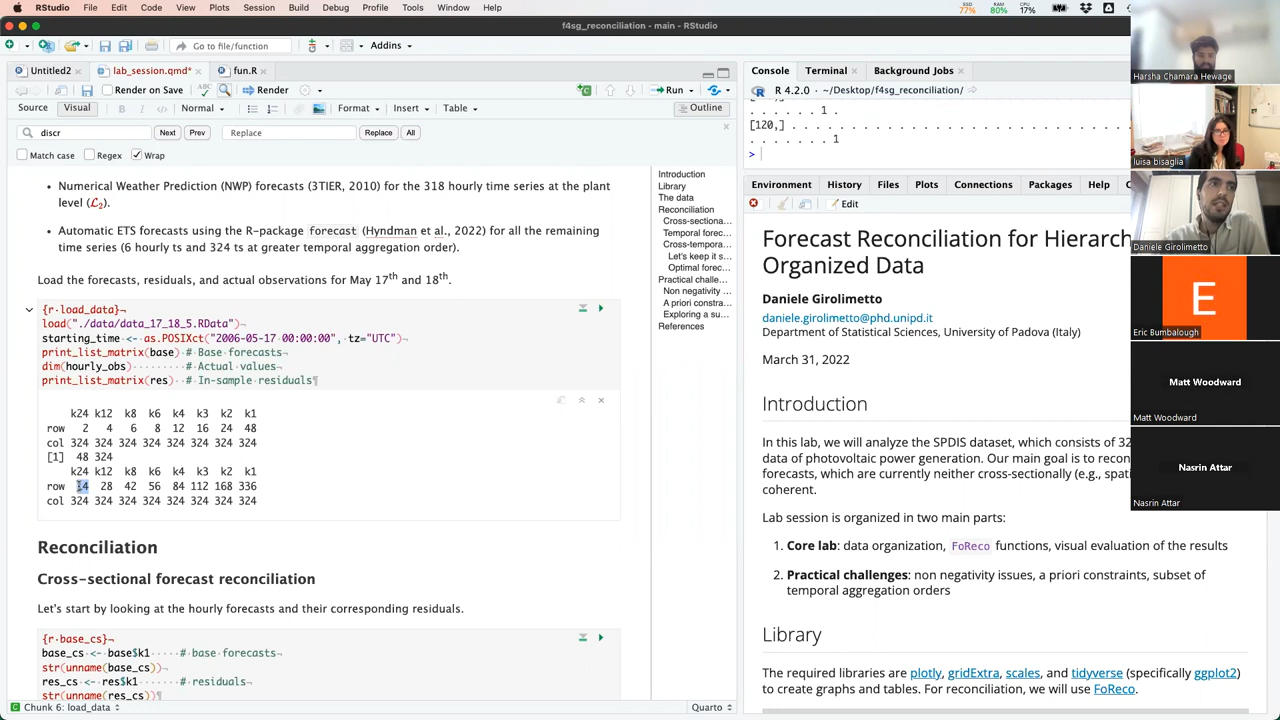 RStudio File Edit Code View Plots Session Build Debug Profile Tools Window Help
SSD 77% RAM 80% CPU 17%
f4sg_reconciliation - main - RStudio
Go to file/function Addins
Untitled2 lab_session.qmd* fun.R
Render on Save Render Run
Source Visual B I Normal Format Insert Table Outline
discr Next Prev Replace Replace All
Match case Regex Wrap
Numerical Weather Prediction (NWP) forecasts (3TIER, 2010) for the 318 hourly time series at the plant
level (L₂).
Automatic ETS forecasts using the R-package forecast (Hyndman et al., 2022) for all the remaining
time series (6 hourly ts and 324 ts at greater temporal aggregation order).
Load the forecasts, residuals, and actual observations for May 17th and 18th.
{r·load_data}¬
load("./data/data_17_18_5.RData")¬
starting_time·<-·as.POSIXct("2006-05-17·00:00:00",·tz="UTC")¬
print_list_matrix(base)·#·Base·forecasts¬
dim(hourly_obs)·········#·Actual·values¬
print_list_matrix(res)··#·In-sample·residuals¶
k24 k12 k8 k6 k4 k3 k2 k1
row 2 4 6 8 12 16 24 48
col 324 324 324 324 324 324 324 324
[1] 48 324
k24 k12 k8 k6 k4 k3 k2 k1
row 14 28 42 56 84 112 168 336
col 324 324 324 324 324 324 324 324
Reconciliation
Cross-sectional forecast reconciliation
Let's start by looking at the hourly forecasts and their corresponding residuals.
{r·base_cs}¬
base_cs·<-·base$k1·····#·base·forecasts¬
str(unname(base_cs))¬
res_cs·<-·res$k1·····#·residuals¬
str(unname(res_cs))¶
Chunk 6: load_data Quarto
Introduction
Library
The data
Reconciliation
Cross-sectiona...
Temporal forec...
Cross-tempora...
Let's keep it s...
Optimal forec...
Practical challe...
Non negativity ...
A priori constra...
Exploring a su...
References
Console Terminal Background Jobs
R 4.2.0 · ~/Desktop/f4sg_reconciliation/
. . . . . . 1 .
[120,] . . . . . . . . . . . . . . . . . . . . . . . . . . . . .
. . . . . . . 1
>
Environment History Files Plots Connections Packages Help
Edit
Forecast Reconciliation for Hierarch
Organized Data
Daniele Girolimetto
daniele.girolimetto@phd.unipd.it
Department of Statistical Sciences, University of Padova (Italy)
March 31, 2022
Introduction
In this lab, we will analyze the SPDIS dataset, which consists of 32
data of photovoltaic power generation. Our main goal is to recon
forecasts, which are currently neither cross-sectionally (e.g., spati
coherent.
Lab session is organized in two main parts:
1. Core lab: data organization, FoReco functions, visual evaluation of the results
2. Practical challenges: non negativity issues, a priori constraints, subset of
temporal aggregation orders
Library
The required libraries are plotly, gridExtra, scales, and tidyverse (specifically ggplot2)
to create graphs and tables. For reconciliation, we will use FoReco.
Harsha Chamara Hewage
luisa bisaglia
Daniele Girolimetto
E
Eric Bumbalough
Matt Woodward
Matt Woodward
Nasrin Attar
Nasrin Attar